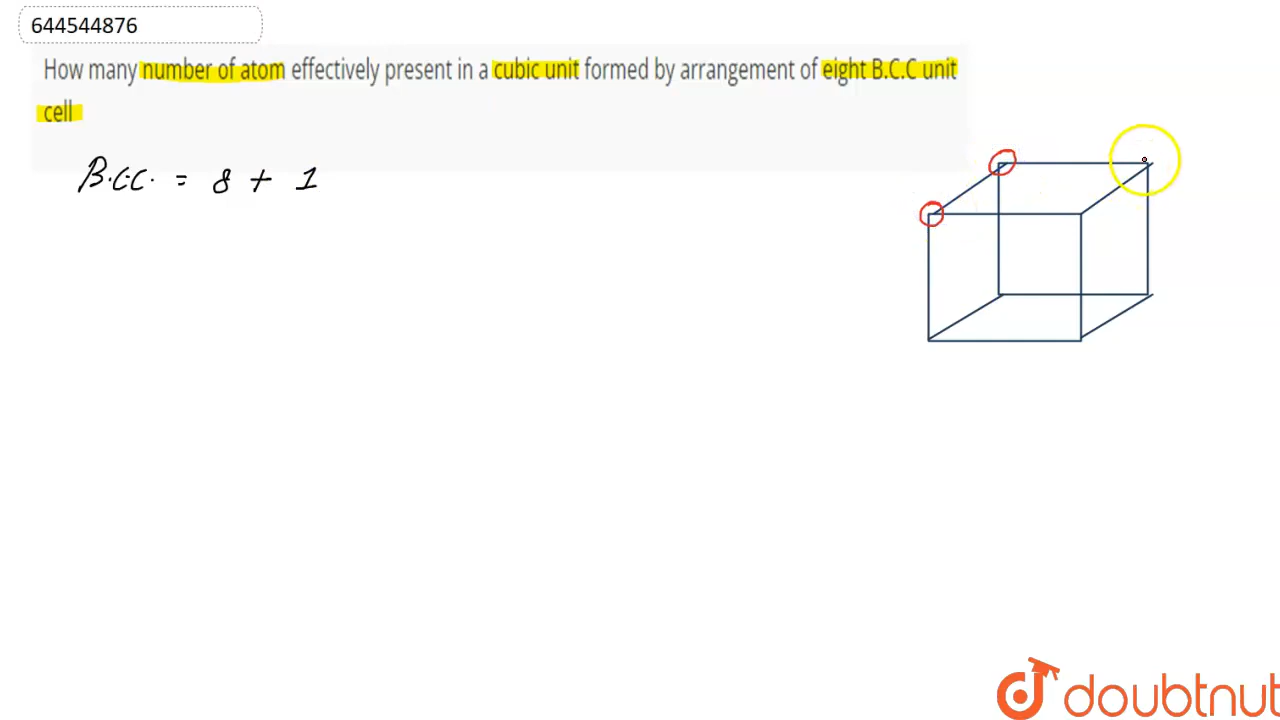 644544876
How many number of atom effectively present in a cubic unit formed by arrangement of eight B.C.C unit
cell
B.C.C. = 8 + 1
doubtnut